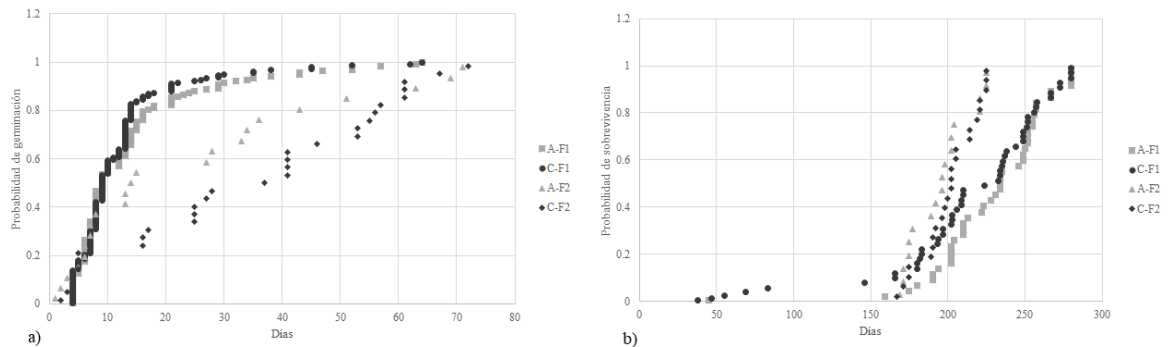 a)
1.2
1
0.8
0.6
0.4
0.2
0
0 10 20 30 40 50 60 70 80
Probabilidad de germinación
Dias
A-F1
C-F1
A-F2
C-F2
b)
1.2
1
0.8
0.6
0.4
0.2
0
0 50 100 150 200 250 300
Probabilidad de sobrevivencia
Dias
A-F1
C-F1
A-F2
C-F2